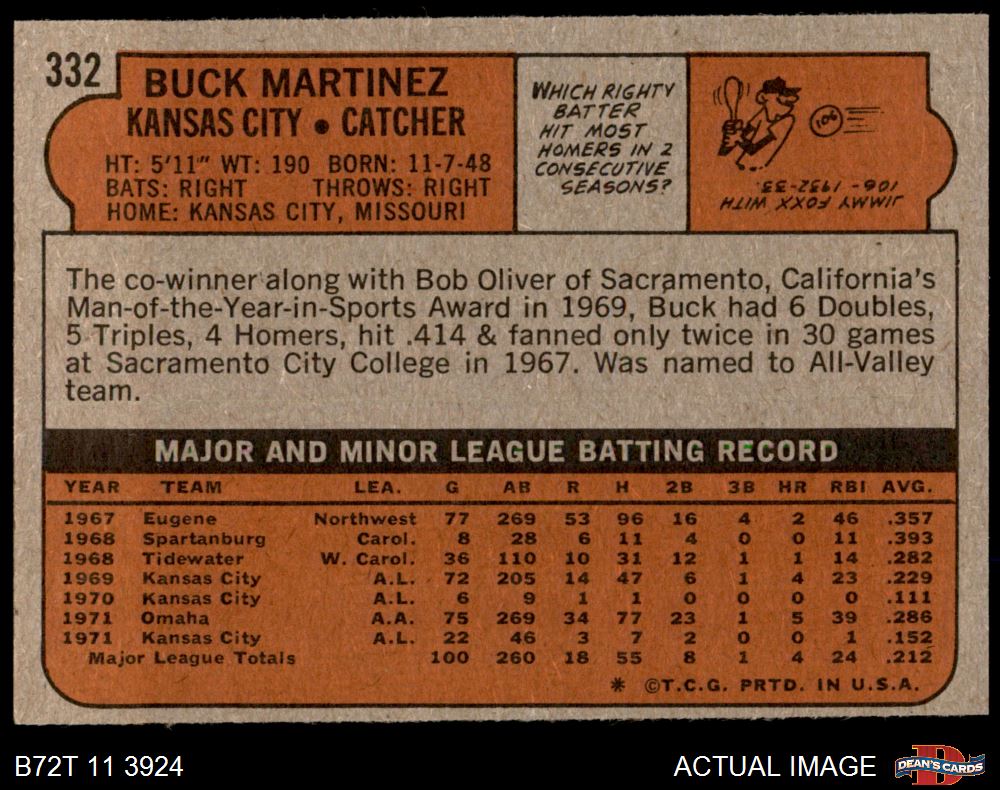 332
BUCK MARTINEZ
KANSAS CITY • CATCHER
HT: 5'11" WT: 190 BORN: 11-7-48
BATS: RIGHT THROWS: RIGHT
HOME: KANSAS CITY, MISSOURI
WHICH RIGHTY
BATTER
HIT MOST
HOMERS IN 2
CONSECUTIVE
SEASONS?
106
JIMMY FOXX WITH
106 - 1932-33.
The co-winner along with Bob Oliver of Sacramento, California's
Man-of-the-Year-in-Sports Award in 1969, Buck had 6 Doubles,
5 Triples, 4 Homers, hit .414 & fanned only twice in 30 games
at Sacramento City College in 1967. Was named to All-Valley
team.
MAJOR AND MINOR LEAGUE BATTING RECORD
YEAR TEAM LEA. G AB R H 2B 3B HR RBI AVG.
1967 Eugene Northwest 77 269 53 96 16 4 2 46 .357
1968 Spartanburg Carol. 8 28 6 11 4 0 0 11 .393
1968 Tidewater W. Carol. 36 110 10 31 12 1 1 14 .282
1969 Kansas City A.L. 72 205 14 47 6 1 4 23 .229
1970 Kansas City A.L. 6 9 1 1 0 0 0 0 .111
1971 Omaha A.A. 75 269 34 77 23 1 5 39 .286
1971 Kansas City A.L. 22 46 3 7 2 0 0 1 .152
Major League Totals 100 260 18 55 8 1 4 24 .212
* ©T.C.G. PRTD. IN U.S.A.
B72T 11 3924
ACTUAL IMAGE
D
DEAN'S CARDS